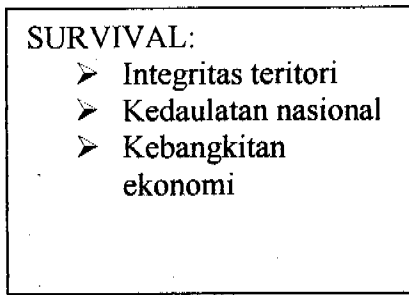 SURVIVAL:
➢ Integritas teritori
➢ Kedaulatan nasional
➢ Kebangkitan
ekonomi